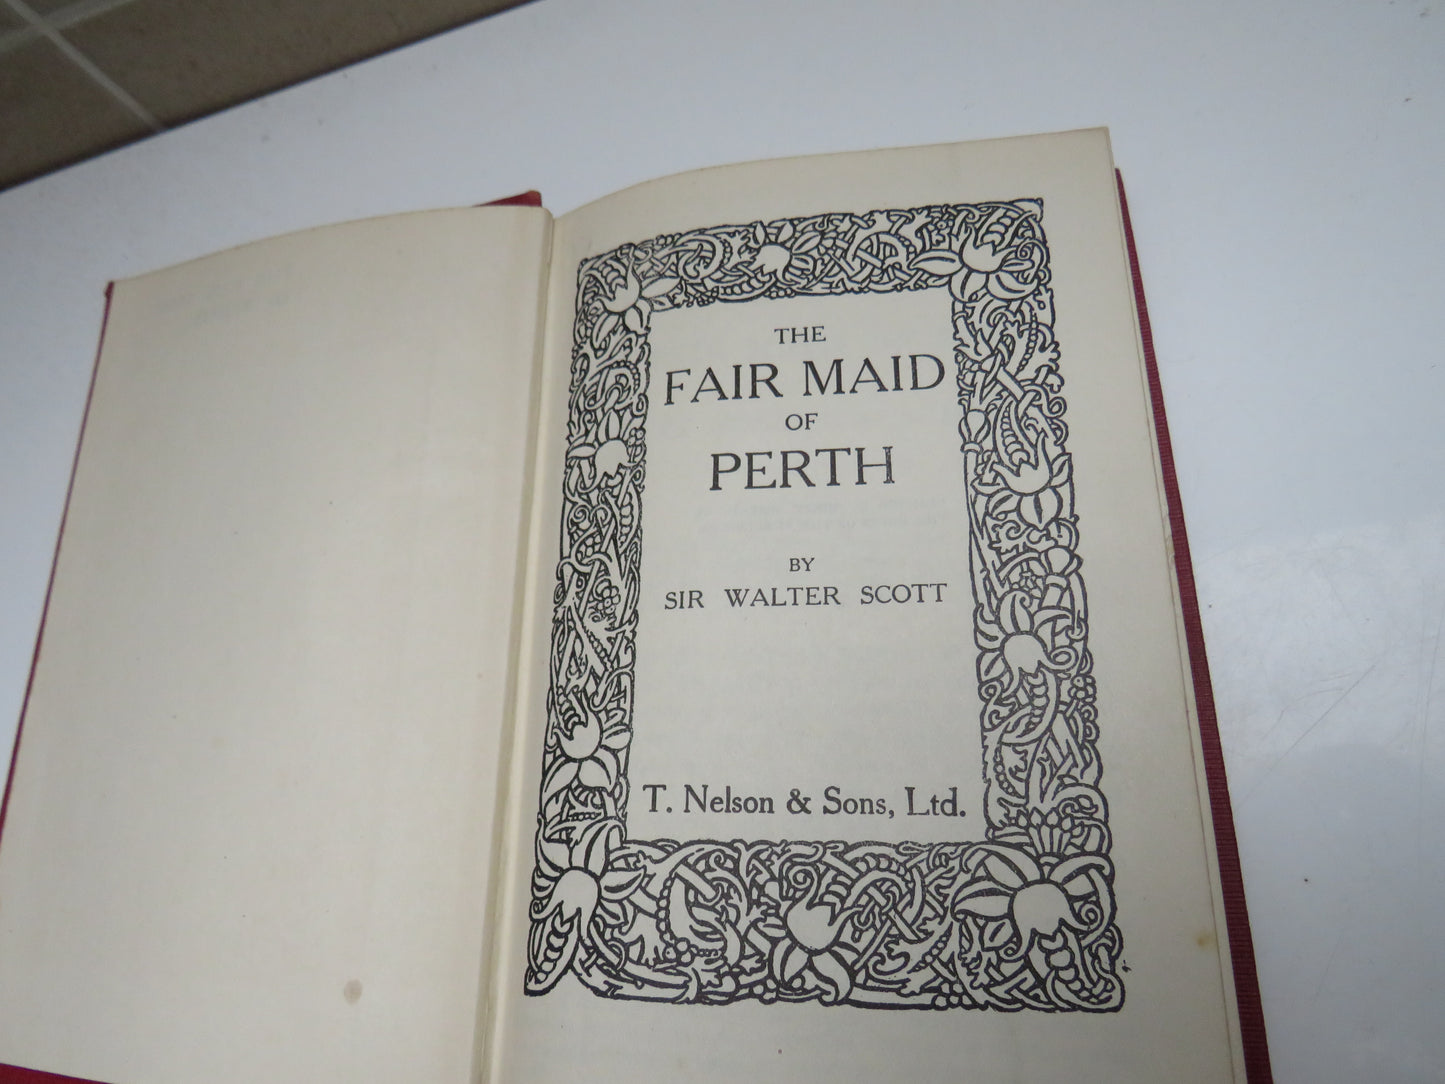 THE
FAIR MAID
OF
PERTH
BY
SIR WALTER SCOTT
T. Nelson & Sons, Ltd.